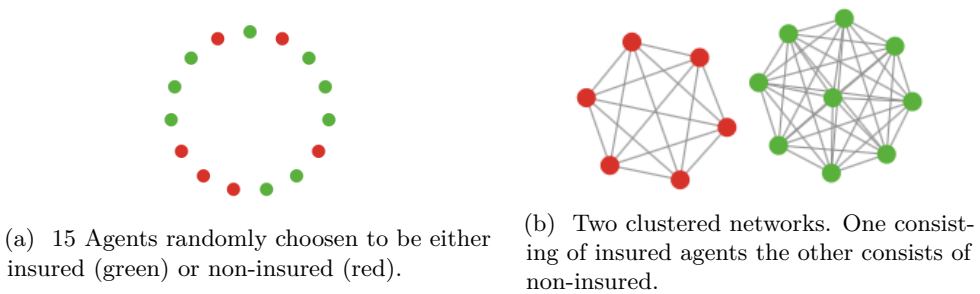 (a) 15 Agents randomly choosen to be either
insured (green) or non-insured (red).
(b) Two clustered networks. One consist-
ing of insured agents the other consists of
non-insured.